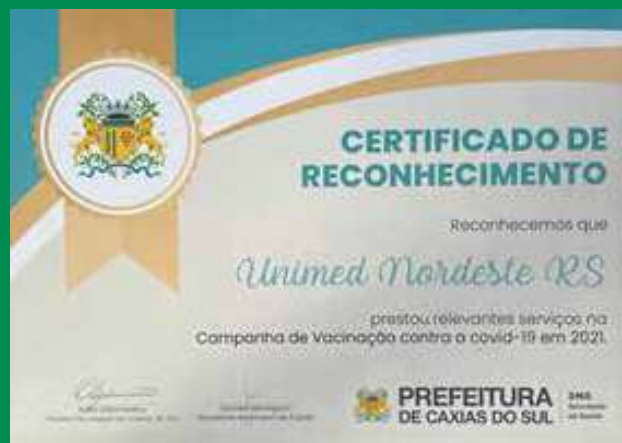 CERTIFICADO DE
RECONHECIMENTO
Reconhecemos que
Unimed Nordeste RS
prestou relevantes serviços na
Campanha de Vacinação contra a covid-19 em 2021.
PREFEITURA
DE CAXIAS DO SUL
SMS